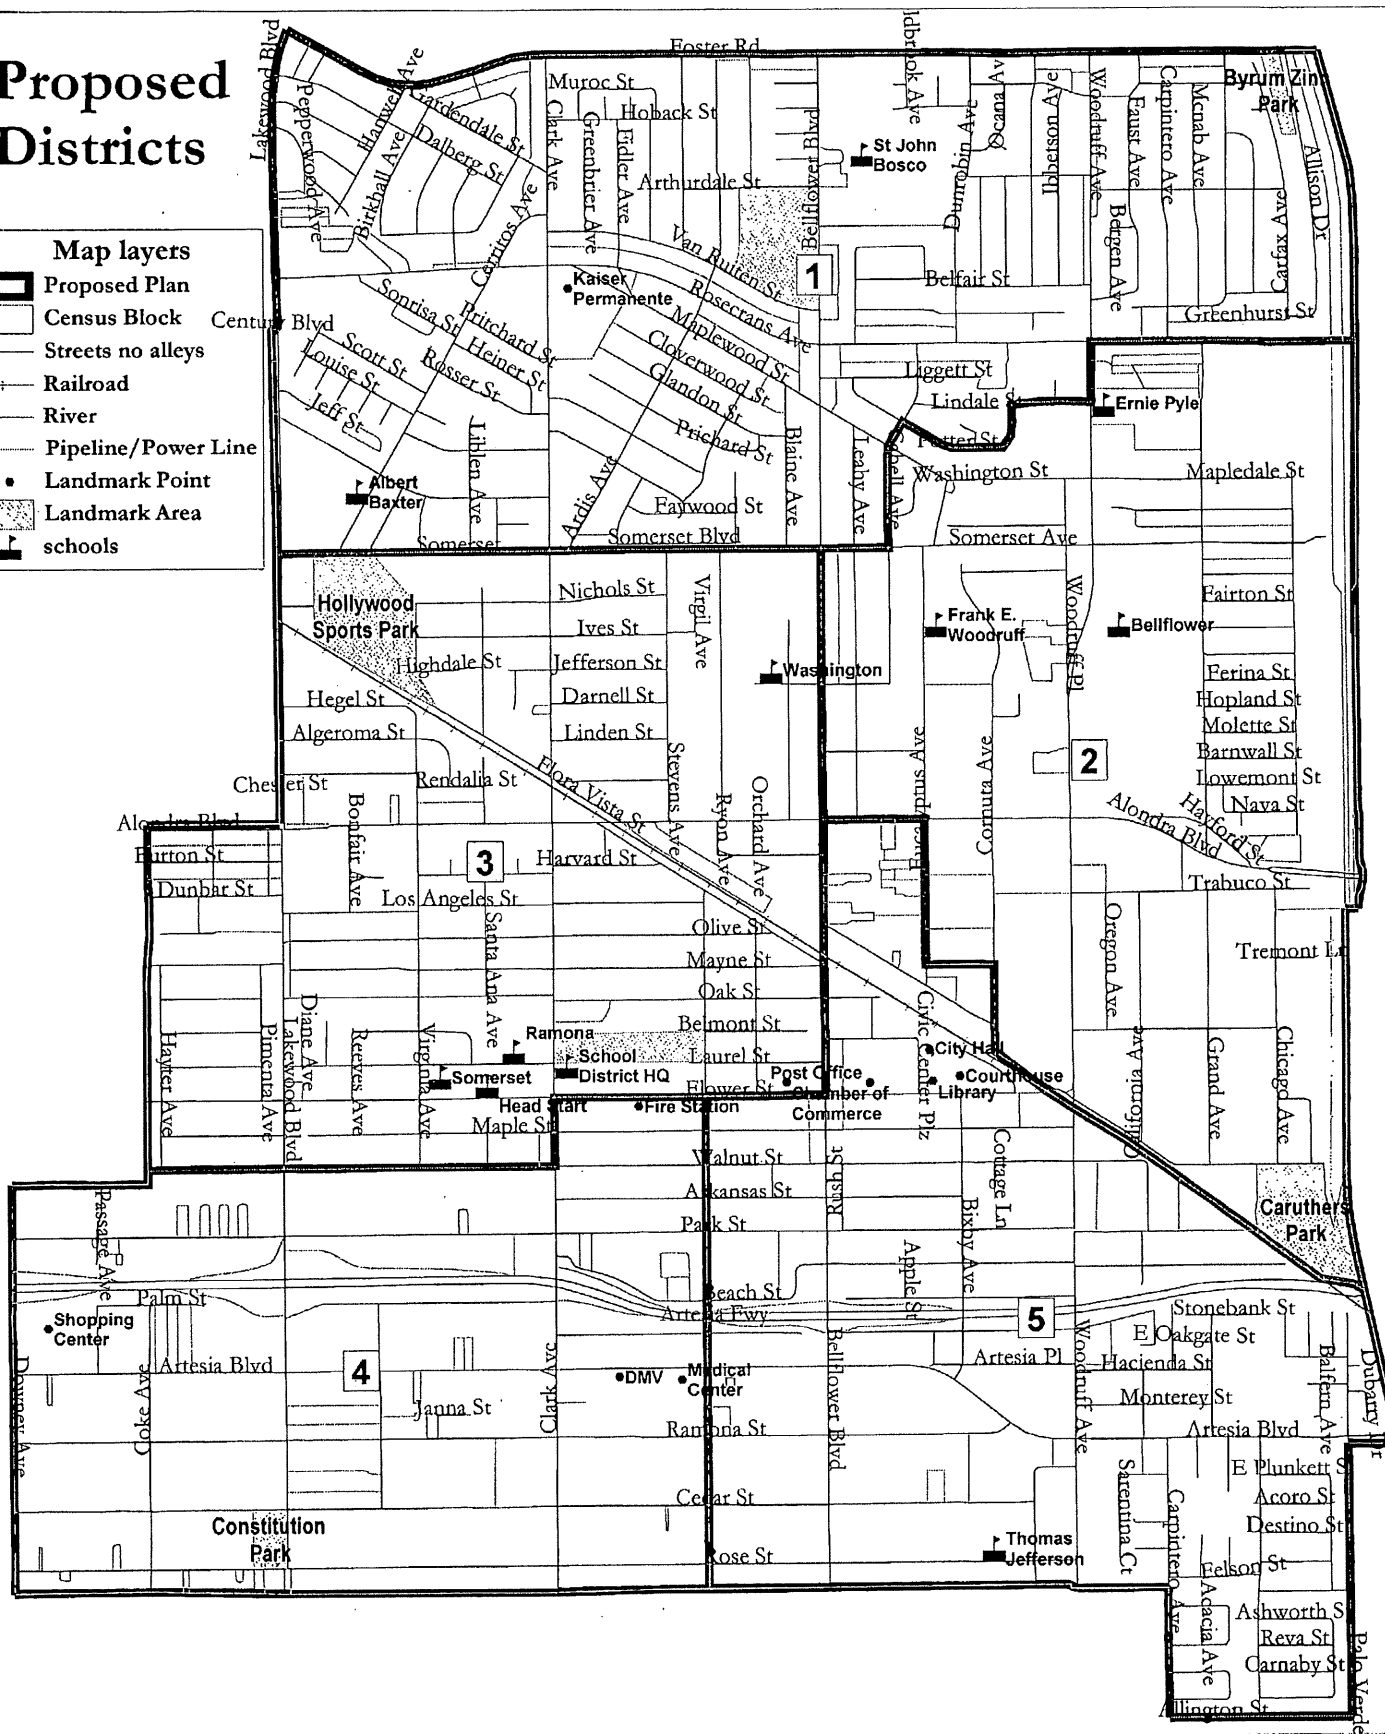 Proposed
Districts
Map layers
Proposed Plan
Census Block
Streets no alleys
Railroad
River
Pipeline/Power Line
Landmark Point
Landmark Area
schools
Foster Rd
Lakewood Blvd
Pepperwood Ave
Hanwell Ave
Birkhall Ave
Gardendale St
Dalberg St
Cerritos Ave
Muroc St
Hoback St
Clark Ave
Greenbrier Ave
Fidler Ave
Arthurdale St
Bellflower Blvd
St John
Bosco
Dunrobin Ave
Ocana Av
Ibberson Ave
Woodruff Ave
Faust Ave
Carpintero Ave
Mcnab Ave
Bergen Ave
Byrum Zinn
Park
Allison Dr
Carfax Ave
Van Ruiten St
Rosecrans Ave
1
Belfair St
Greenhurst St
Kaiser
Permanente
Century Blvd
Sonrisa St
Pritchard St
Heiner St
Rosser St
Scott St
Louise St
Jeff St
Maplewood St
Cloverwood St
Glandon St
Prichard St
Liggett St
Lindale St
Potter St
Ernie Pyle
Liblen Ave
Ardis Ave
Blaine Ave
Leahy Ave
Washington St
Mapledale St
Albert
Baxter
Faywood St
Somerset
Somerset Blvd
Somerset Ave
Hollywood
Sports Park
Nichols St
Virgil Ave
Ives St
Highdale St
Jefferson St
Hegel St
Darnell St
Algeroma St
Linden St
Washington
Frank E.
Woodruff
Woodruff Pl
Bellflower
Fairton St
Ferina St
Hopland St
Molette St
Barnwall St
Lowemont St
Nava St
2
Chester St
Rendalia St
Flora Vista St
Stevens Ave
Ryon Ave
Orchard Ave
Cornuta Ave
Alondra Blvd
Hayford St
Alondra Blvd
Bonfair Ave
3
Harvard St
Burton St
Dunbar St
Los Angeles St
Trabuco St
Santa Ana Ave
Olive St
Mayne St
Oak St
Belmont St
Laurel St
Flower St
Oregon Ave
Tremont Ln
Hayter Ave
Pimenta Ave
Lakewood Blvd
Diane Ave
Reeves Ave
Virginia Ave
Ramona
School
District HQ
Somerset
Head Start
Maple St
Fire Station
Post Office
Chamber of
Commerce
Civic Center Plz
City Hall
Courthouse
Library
California Ave
Grand Ave
Chicago Ave
Walnut St
Arkansas St
Park St
Rush St
Cottage Ln
Bixby Ave
Apple St
Caruthers
Park
Passage Ave
Palm St
Shopping
Center
Beach St
Artesia Fwy
5
Stonebank St
E Oakgate St
Hacienda St
Monterey St
Artesia Blvd
Downey Ave
Coke Ave
Artesia Blvd
4
Clark Ave
DMV
Medical
Center
Bellflower Blvd
Artesia Pl
Woodruff Ave
Balfern Ave
Dubarry Dr
Janna St
Ramona St
Cedar St
Rose St
Constitution
Park
Thomas
Jefferson
Sarentina Ct
Carpintero Ave
E Plunkett S
Acoro St
Destino St
Felson St
Acacia Ave
Ashworth S
Reva St
Carnaby St
Allington St
Palo Verde